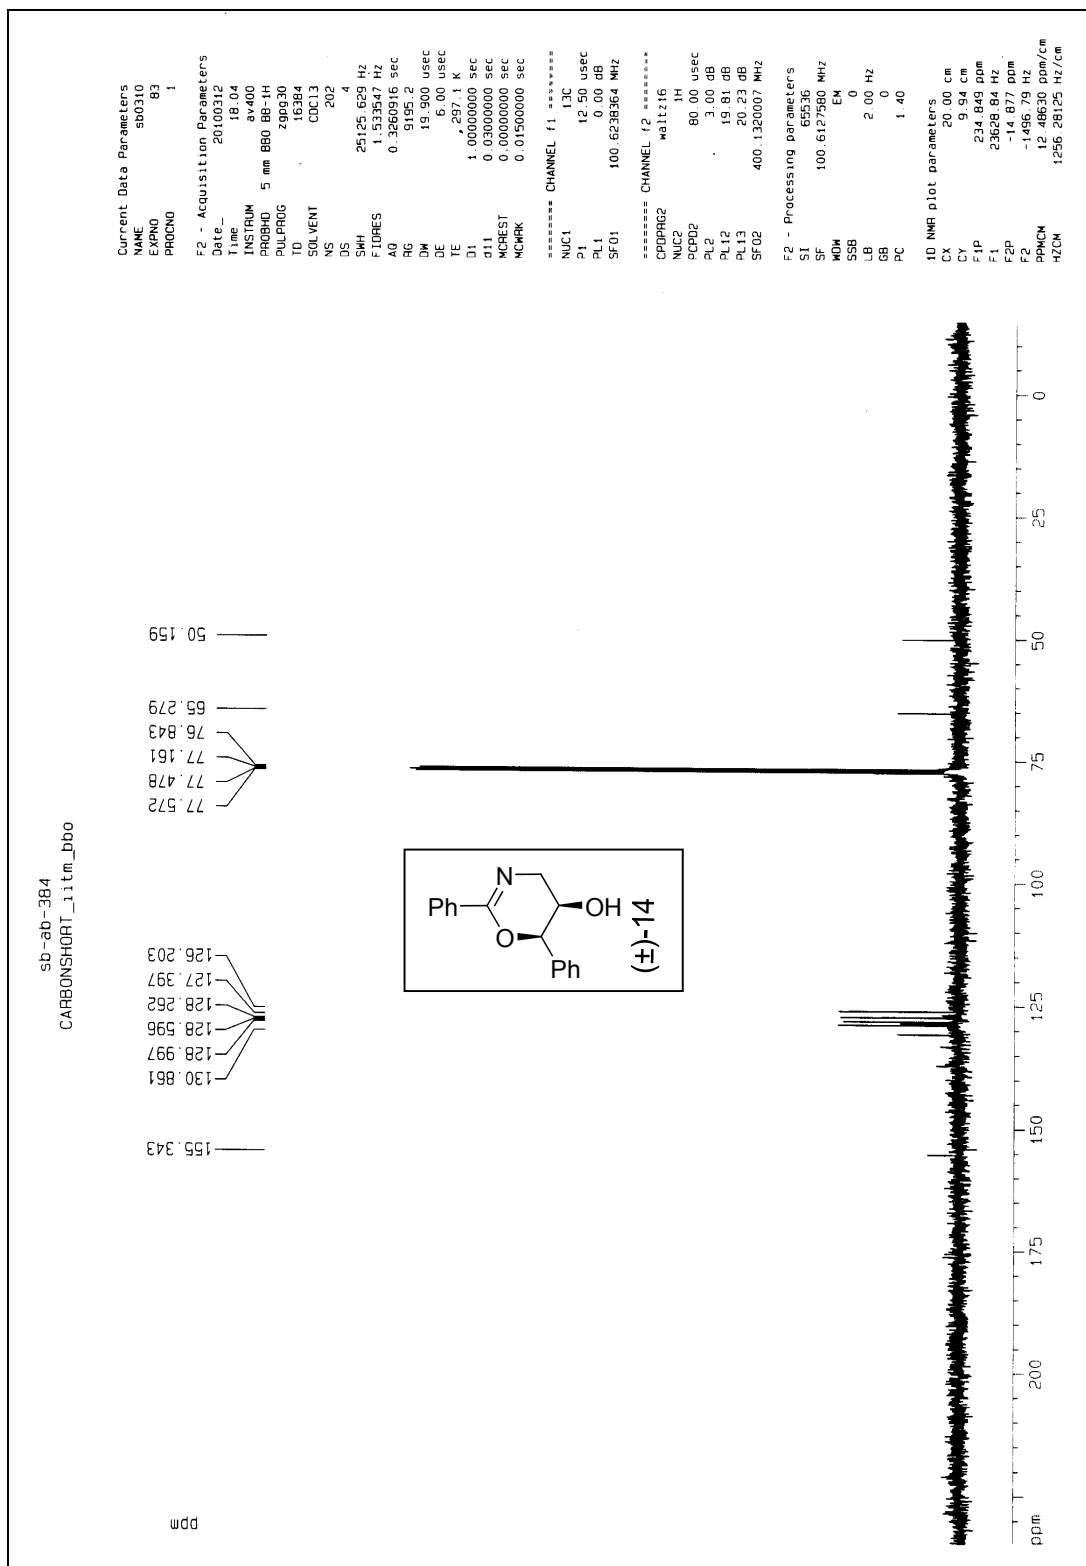 sb-ab-384
CARBONSHORT_iitm_bbo
ppm
155.343
130.861
128.997
128.596
128.262
127.397
126.203
77.572
77.478
77.161
76.843
65.279
50.159
Ph
N
O
OH
Ph
(±)-14
ppm
200
175
150
125
100
75
50
25
0
Current Data Parameters
NAME sb0310
EXPNO 83
PROCNO 1
F2 - Acquisition Parameters
Date_ 20100312
Time 18.04
INSTRUM av400
PROBHD 5 mm BBO BB-1H
PULPROG zgpg30
TD 16384
SOLVENT CDCl3
NS 202
DS 4
SWH 25125.629 Hz
FIDRES 1.533547 Hz
AQ 0.3260916 sec
RG 9195.2
DW 19.900 usec
DE 6.00 usec
TE 297.1 K
D1 1.00000000 sec
d11 0.03000000 sec
MCREST 0.00000000 sec
MCWRK 0.01500000 sec
======== CHANNEL f1 ========
NUC1 13C
P1 12.50 usec
PL1 0.00 dB
SFO1 100.6238364 MHz
======== CHANNEL f2 ========
CPDPRG2 waltz16
NUC2 1H
PCPD2 80.00 usec
PL2 3.00 dB
PL12 19.81 dB
PL13 20.23 dB
SFO2 400.1320007 MHz
F2 - Processing parameters
SI 65536
SF 100.6127580 MHz
WDW EM
SSB 0
LB 2.00 Hz
GB 0
PC 1.40
1D NMR plot parameters
CX 20.00 cm
CY 9.94 cm
F1P 234.849 ppm
F1 23628.84 Hz
F2P -14.877 ppm
F2 -1496.79 Hz
PPMCM 12.48630 ppm/cm
HZCM 1256.28125 Hz/cm